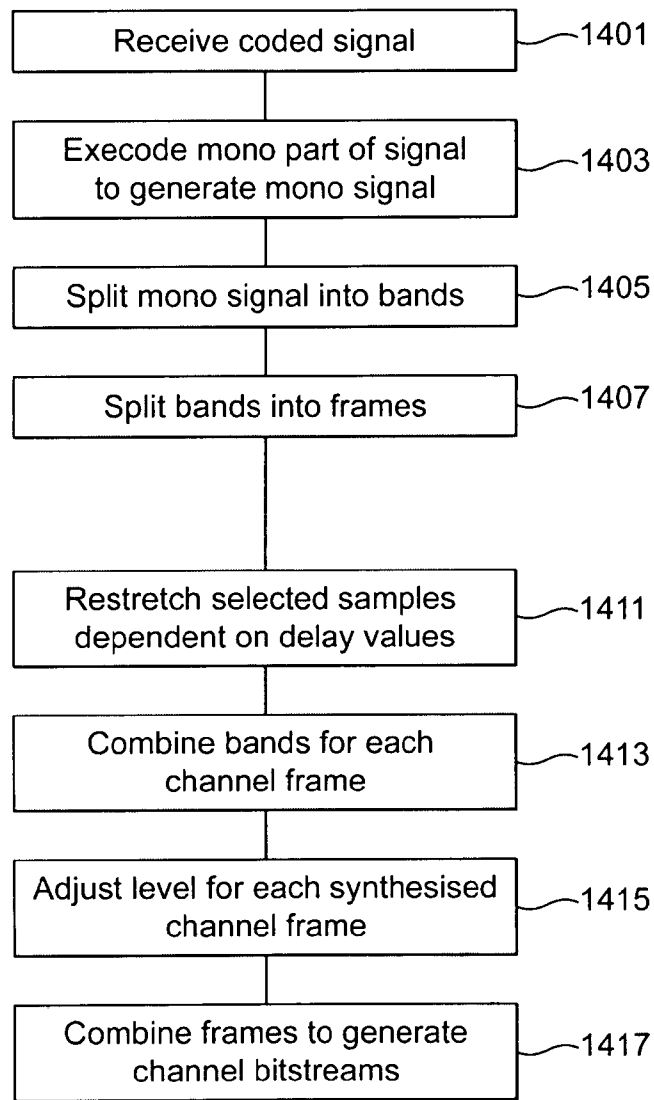 Receive coded signal
1401
Execode mono part of signal
to generate mono signal
1403
Split mono signal into bands
1405
Split bands into frames
1407
Restretch selected samples
dependent on delay values
1411
Combine bands for each
channel frame
1413
Adjust level for each synthesised
channel frame
1415
Combine frames to generate
channel bitstreams
1417